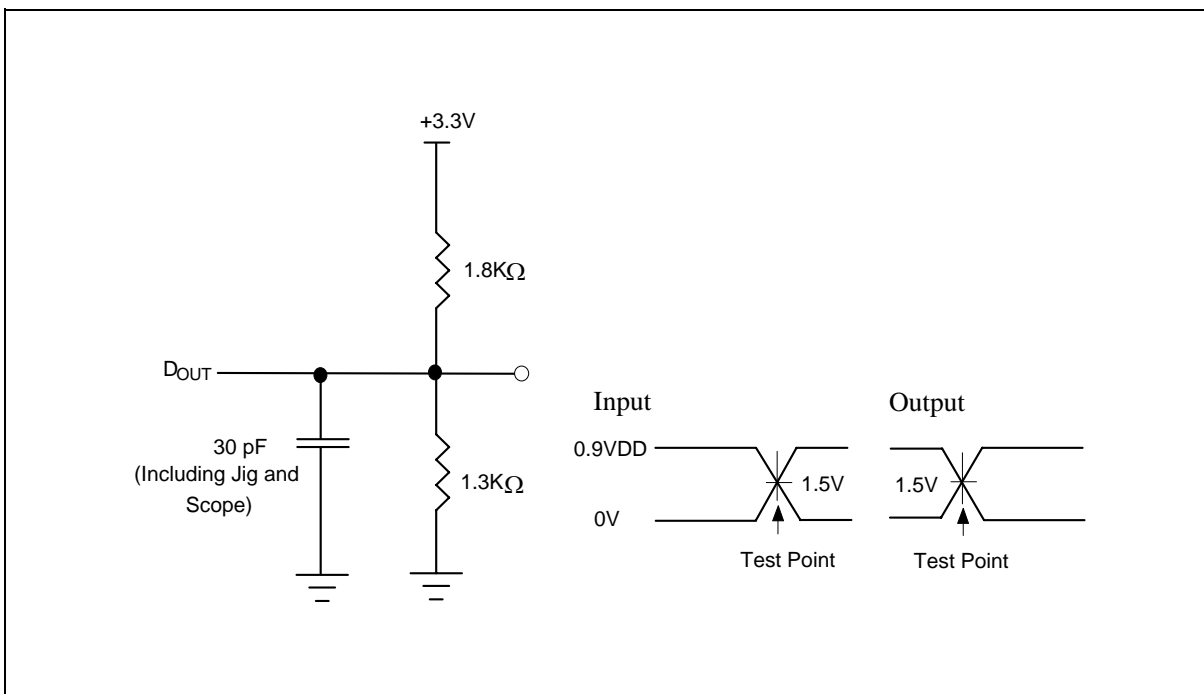 +3.3V
1.8KΩ
DOUT
30 pF
(Including Jig and
Scope)
1.3KΩ
Input
Output
0.9VDD
1.5V
1.5V
0V
Test Point
Test Point